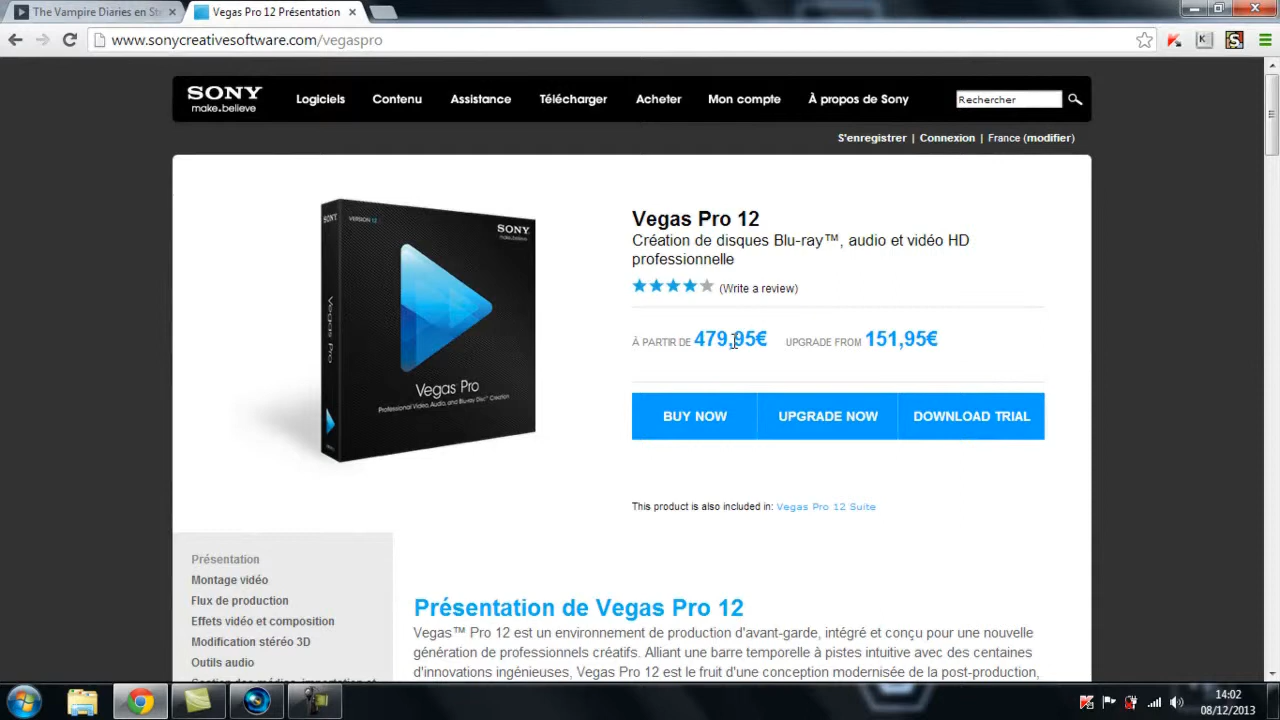 The Vampire Diaries en Str
Vegas Pro 12 Présentation
www.sonycreativesoftware.com/vegaspro
SONY
make.believe
Logiciels
Contenu
Assistance
Télécharger
Acheter
Mon compte
À propos de Sony
Rechercher
S'enregistrer | Connexion | France (modifier)
SONY
VERSION 12
SONY
make.believe
Vegas Pro
Vegas Pro
Professional Video, Audio, and Blu-ray Disc™ Creation
Vegas Pro 12
Création de disques Blu-ray™, audio et vidéo HD
professionnelle
(Write a review)
À PARTIR DE 479,95€ UPGRADE FROM 151,95€
BUY NOW
UPGRADE NOW
DOWNLOAD TRIAL
This product is also included in: Vegas Pro 12 Suite
Présentation
Montage vidéo
Flux de production
Effets vidéo et composition
Modification stéréo 3D
Outils audio
Présentation de Vegas Pro 12
Vegas™ Pro 12 est un environnement de production d'avant-garde, intégré et conçu pour une nouvelle
génération de professionnels créatifs. Alliant une barre temporelle à pistes intuitive avec des centaines
d'innovations ingénieuses, Vegas Pro 12 est le fruit d'une conception modernisée de la post-production,
14:02
08/12/2013